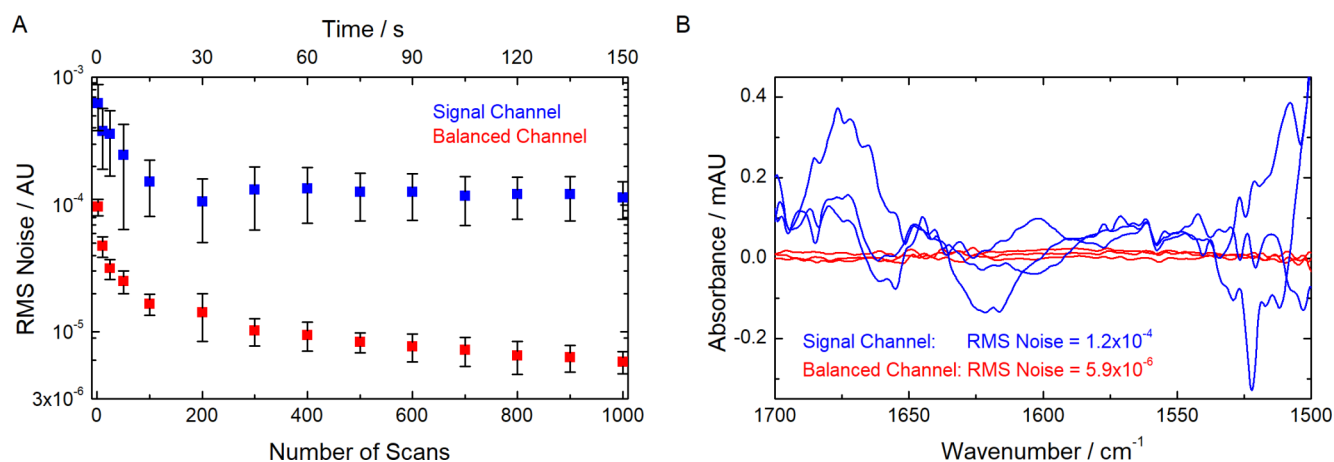 A
Time / s
0 30 60 90 120 150
10⁻³
10⁻⁴
10⁻⁵
3x10⁻⁶
RMS Noise / AU
Signal Channel
Balanced Channel
0 200 400 600 800 1000
Number of Scans
B
0.4
0.2
0.0
-0.2
Absorbance / mAU
Signal Channel: RMS Noise = 1.2x10⁻⁴
Balanced Channel: RMS Noise = 5.9x10⁻⁶
1700 1650 1600 1550 1500
Wavenumber / cm⁻¹